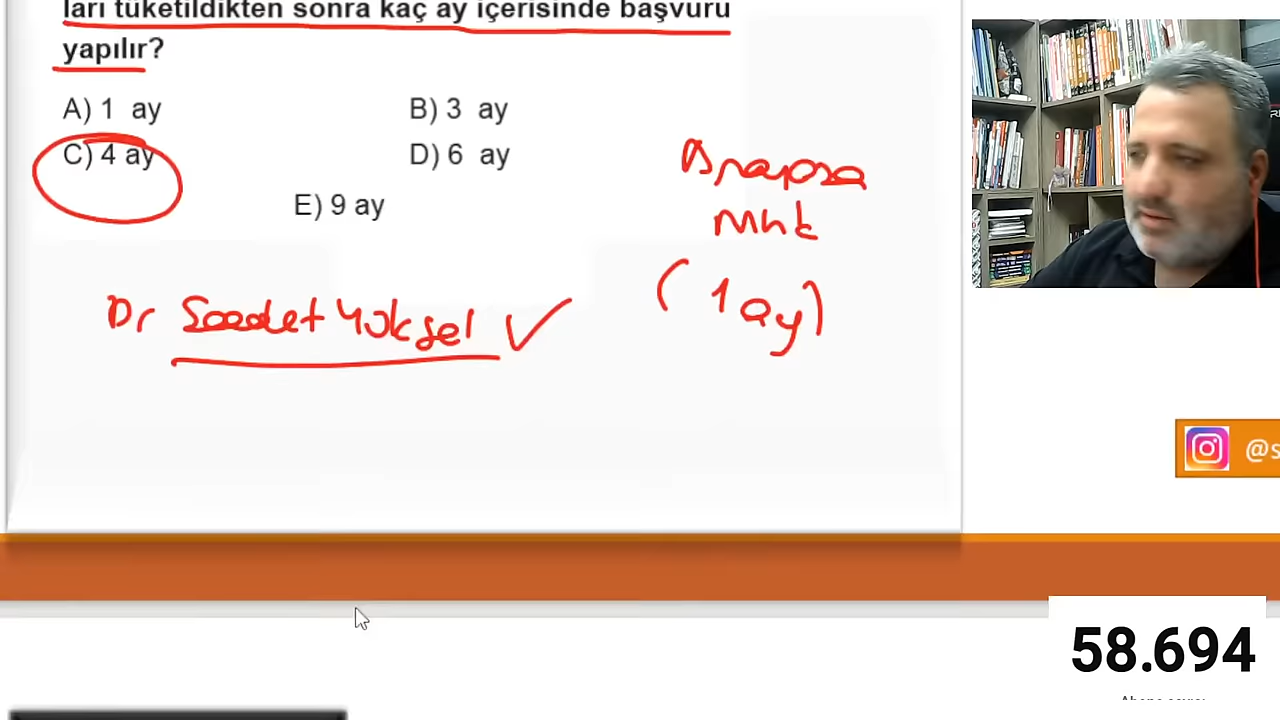 ları tüketildikten sonra kaç ay içerisinde başvuru
yapılır?
A) 1 ay
B) 3 ay
C) 4 ay
D) 6 ay
E) 9 ay
Anayasa
Mhk
(1 ay)
Dr Saadet Yüksel
@s
58.694